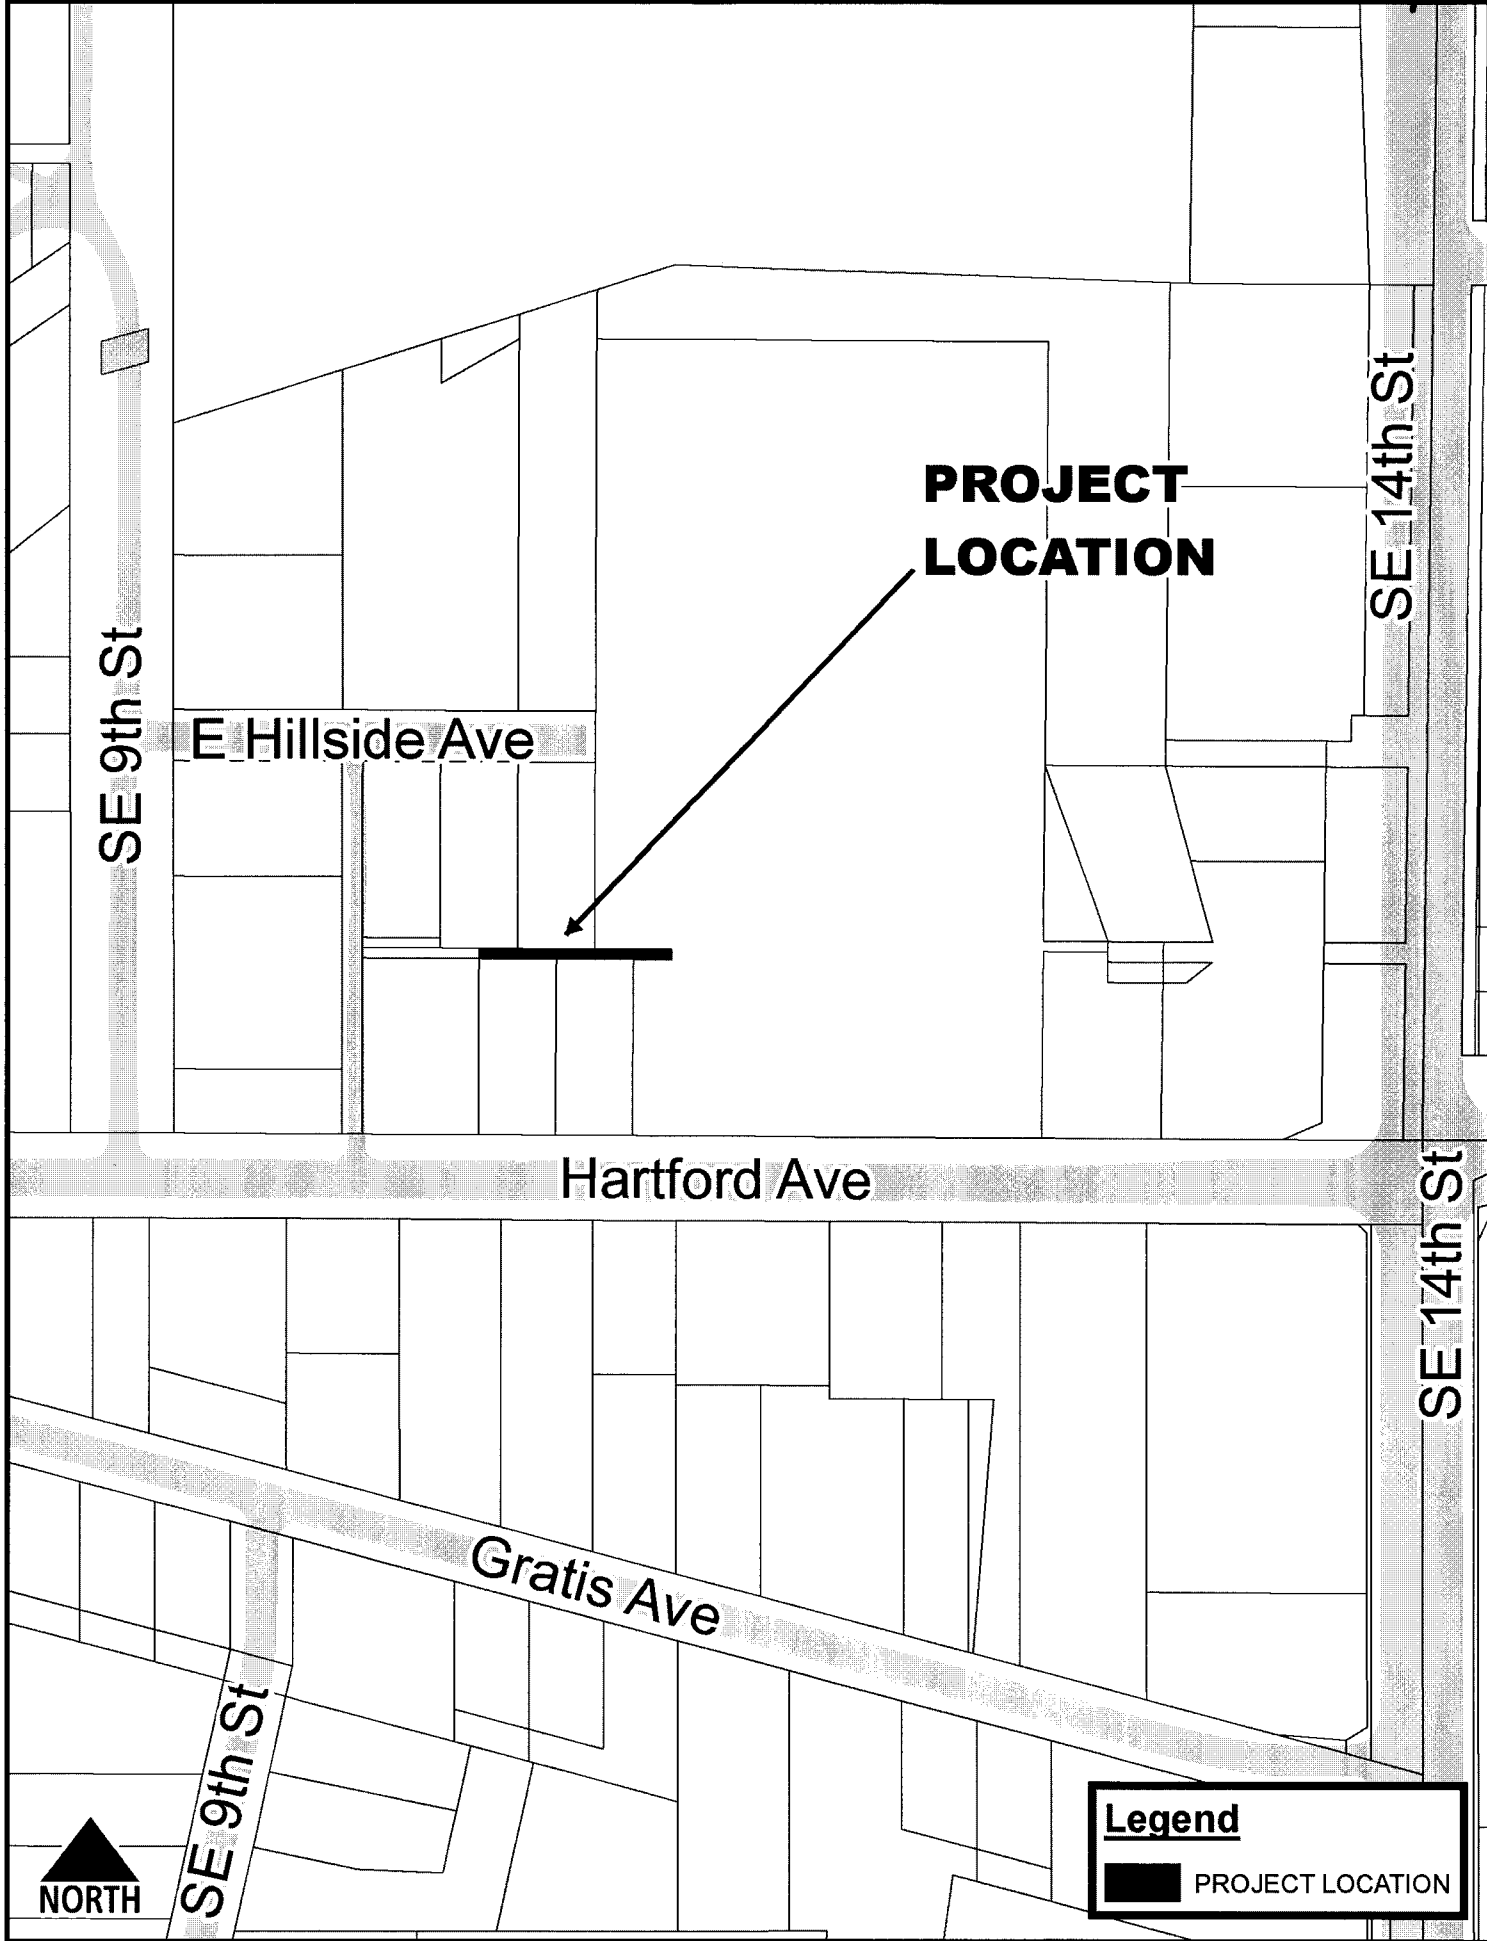 PROJECT
LOCATION
SE 14th St
SE 9th St
E Hillside Ave
Hartford Ave
SE 14th St
Gratis Ave
SE 9th St
NORTH
Legend
PROJECT LOCATION